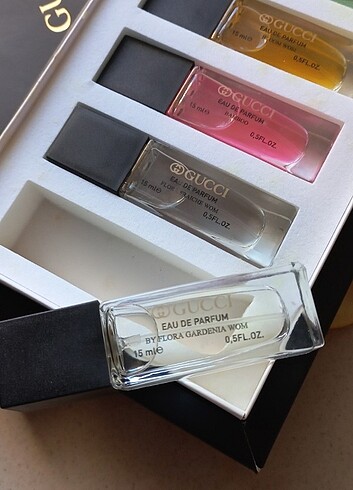 G
GUCCI
EAU DE PARFUM
15 ml e
0,5FL.OZ.
GUCCI
EAU DE PARFUM
BAMBOO
15 ml e
0,5FL.OZ.
GUCCI
EAU DE PARFUM
WOM
15 ml e
0,5FL.OZ.
GUCCI
EAU DE PARFUM
BY FLORA GARDENIA WOM
15 ml e
0,5FL.OZ.